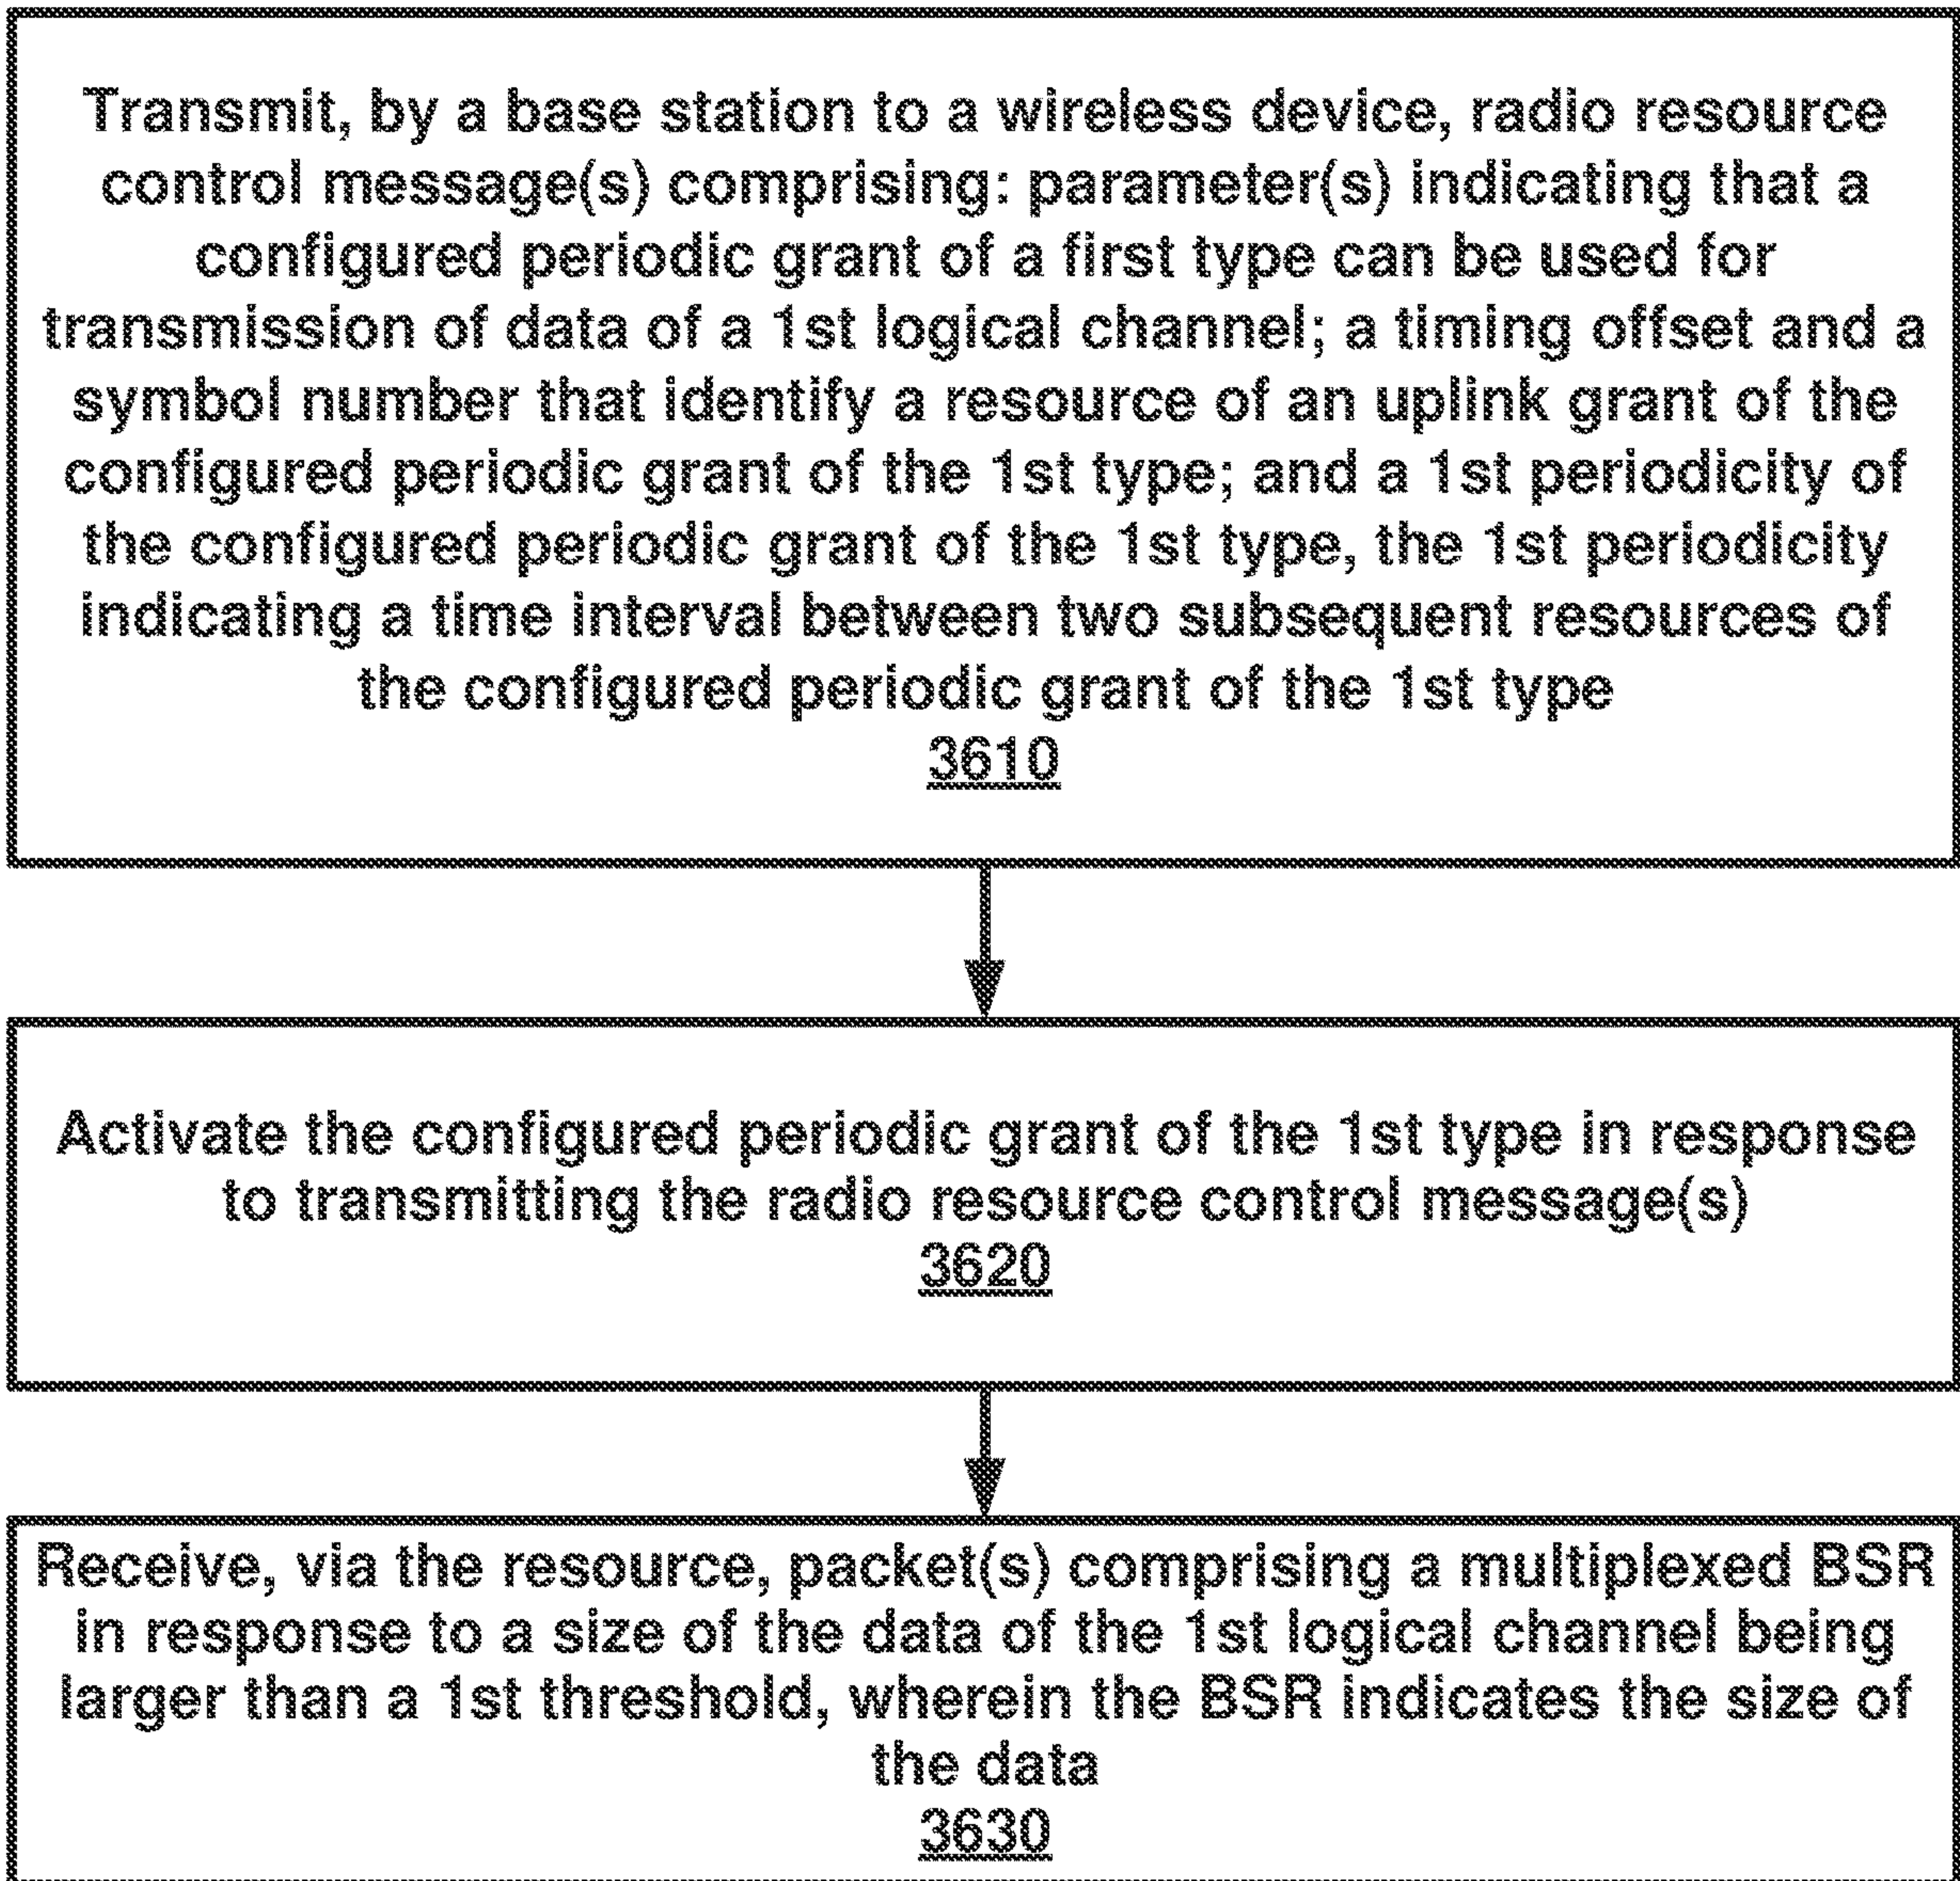 Transmit, by a base station to a wireless device, radio resource
control message(s) comprising: parameter(s) indicating that a
configured periodic grant of a first type can be used for
transmission of data of a 1st logical channel; a timing offset and a
symbol number that identify a resource of an uplink grant of the
configured periodic grant of the 1st type; and a 1st periodicity of
the configured periodic grant of the 1st type, the 1st periodicity
indicating a time interval between two subsequent resources of
the configured periodic grant of the 1st type
3610
Activate the configured periodic grant of the 1st type in response
to transmitting the radio resource control message(s)
3620
Receive, via the resource, packet(s) comprising a multiplexed BSR
in response to a size of the data of the 1st logical channel being
larger than a 1st threshold, wherein the BSR indicates the size of
the data
3630